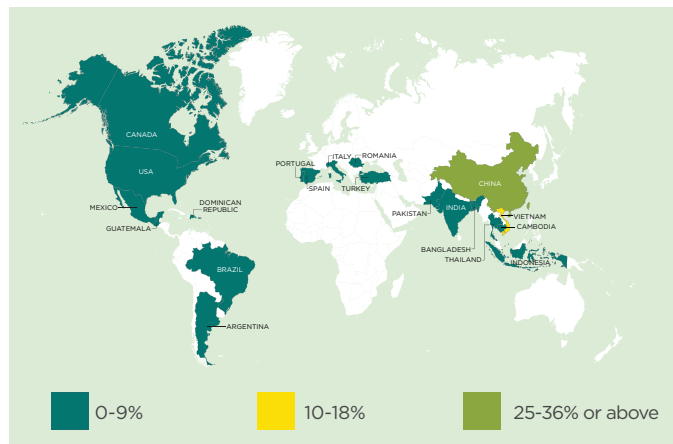 CANADA
USA
MEXICO
DOMINICAN
REPUBLIC
GUATEMALA
BRAZIL
ARGENTINA
PORTUGAL
ITALY
ROMANIA
SPAIN
TURKEY
CHINA
PAKISTAN
INDIA
VIETNAM
CAMBODIA
BANGLADESH
THAILAND
INDONESIA
0-9%
10-18%
25-36% or above